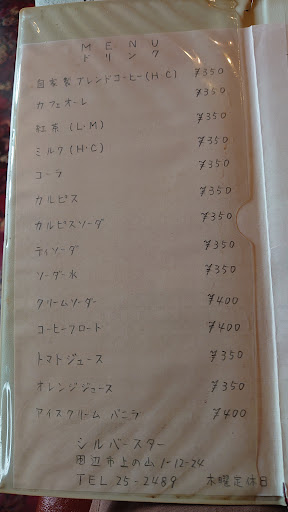 MENU
ドリンク
自家製ブレンドコーヒー(H・C) ¥350
カフェオーレ ¥350
紅茶(L・M) ¥350
ミルク(H・C) ¥350
コーラ ¥350
カルピス ¥350
カルピスソーダ ¥350
ティソーダ ¥350
ソーダー水 ¥350
クリームソーダー ¥400
コーヒーフロート ¥400
トマトジュース ¥350
オレンジジュース ¥350
アイスクリーム バニラ ¥400
シルバースター
田辺市上の山1-12-24
TEL 25-2489 木曜定休日